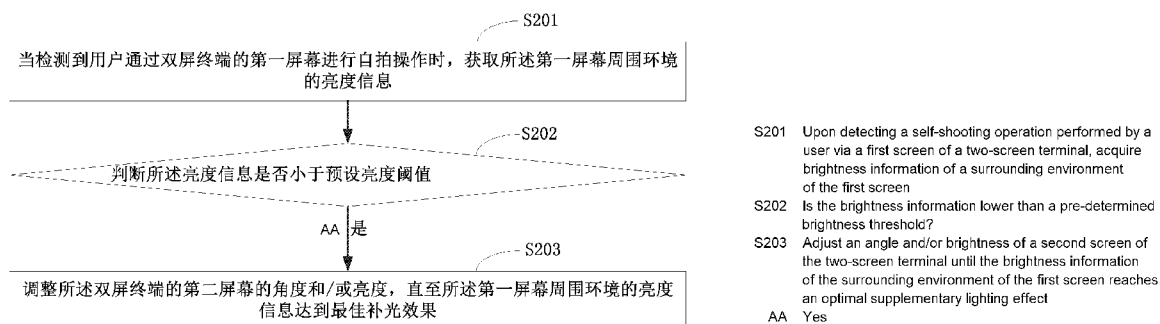 S201
当检测到用户通过双屏终端的第一屏幕进行自拍操作时，获取所述第一屏幕周围环境
的亮度信息
S202
判断所述亮度信息是否小于预设亮度阈值
AA 是
S203
调整所述双屏终端的第二屏幕的角度和/或亮度，直至所述第一屏幕周围环境的亮度
信息达到最佳补光效果
S201 Upon detecting a self-shooting operation performed by a
user via a first screen of a two-screen terminal, acquire
brightness information of a surrounding environment
of the first screen
S202 Is the brightness information lower than a pre-determined
brightness threshold?
S203 Adjust an angle and/or brightness of a second screen of
the two-screen terminal until the brightness information
of the surrounding environment of the first screen reaches
an optimal supplementary lighting effect
AA Yes